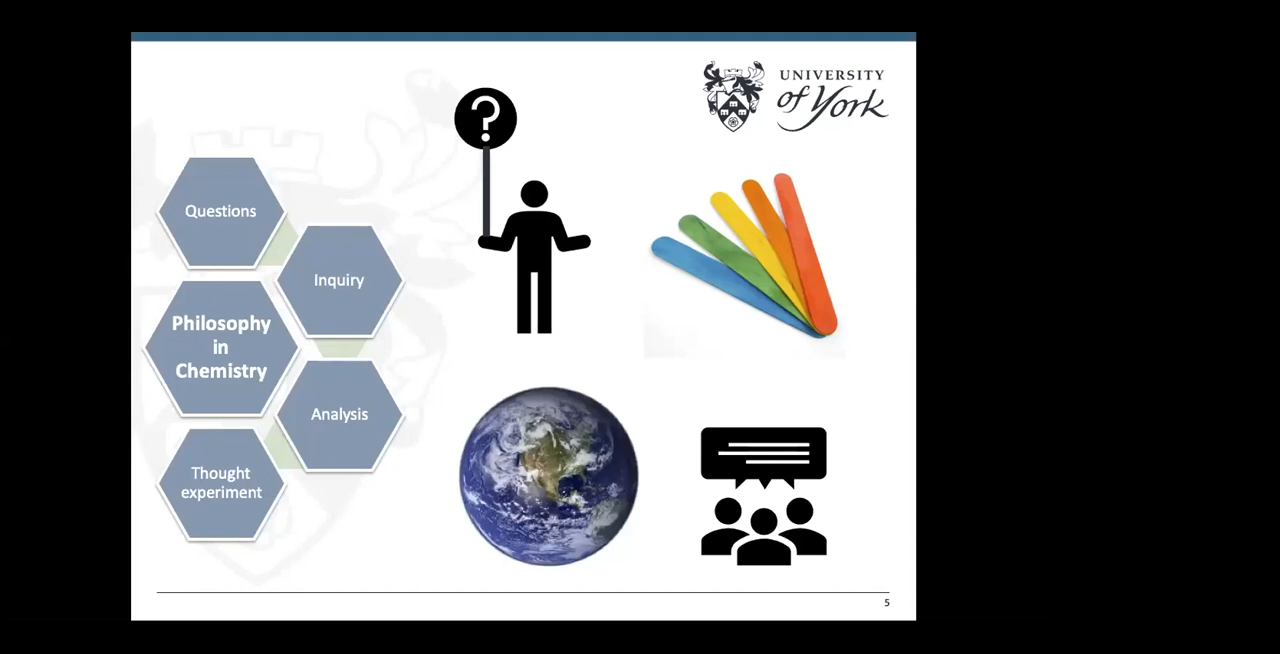 UNIVERSITY
of York
?
Questions
Inquiry
Philosophy
in
Chemistry
Analysis
Thought
experiment
5